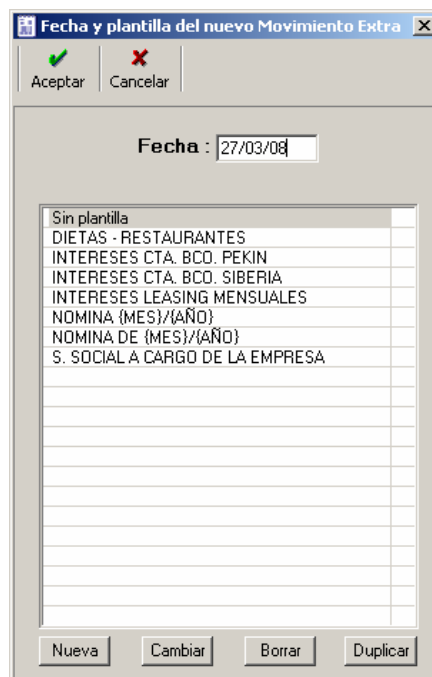 Fecha y plantilla del nuevo Movimiento Extra
Aceptar Cancelar
Fecha : 27/03/08
Sin plantilla
DIETAS - RESTAURANTES
INTERESES CTA. BCO. PEKIN
INTERESES CTA. BCO. SIBERIA
INTERESES LEASING MENSUALES
NOMINA {MES}/{AÑO}
NOMINA DE {MES}/{AÑO}
S. SOCIAL A CARGO DE LA EMPRESA
Nueva Cambiar Borrar Duplicar